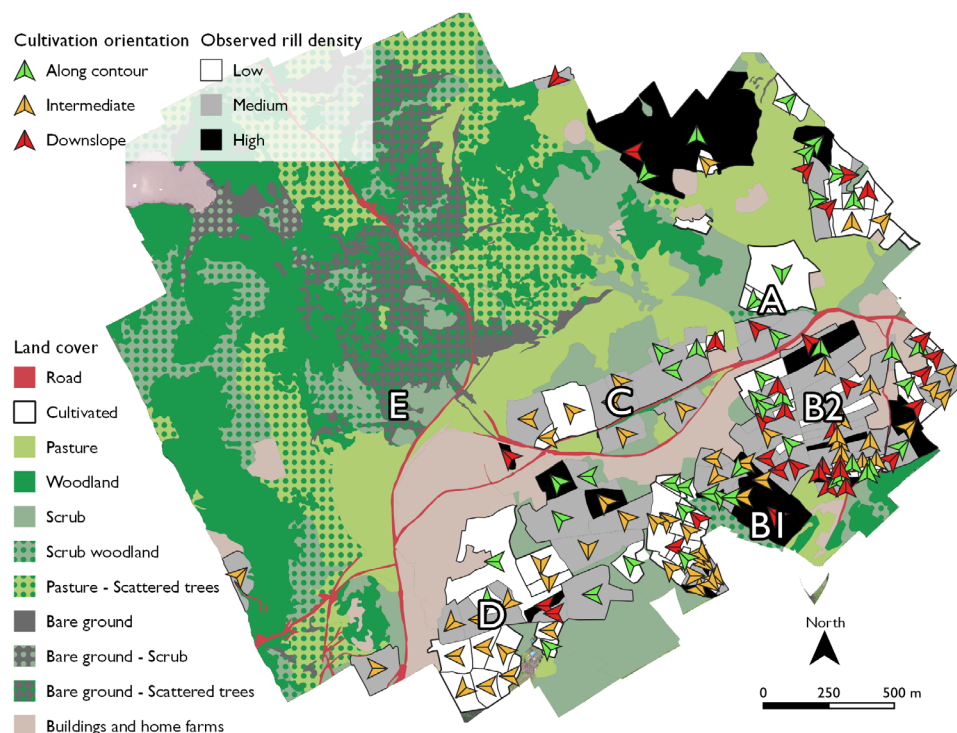 Cultivation orientation
Along contour
Intermediate
Downslope
Observed rill density
Low
Medium
High
A
E
C
B2
B1
D
Land cover
Road
Cultivated
Pasture
Woodland
Scrub
Scrub woodland
Pasture - Scattered trees
Bare ground
Bare ground - Scrub
Bare ground - Scattered trees
Buildings and home farms
North
0 250 500 m